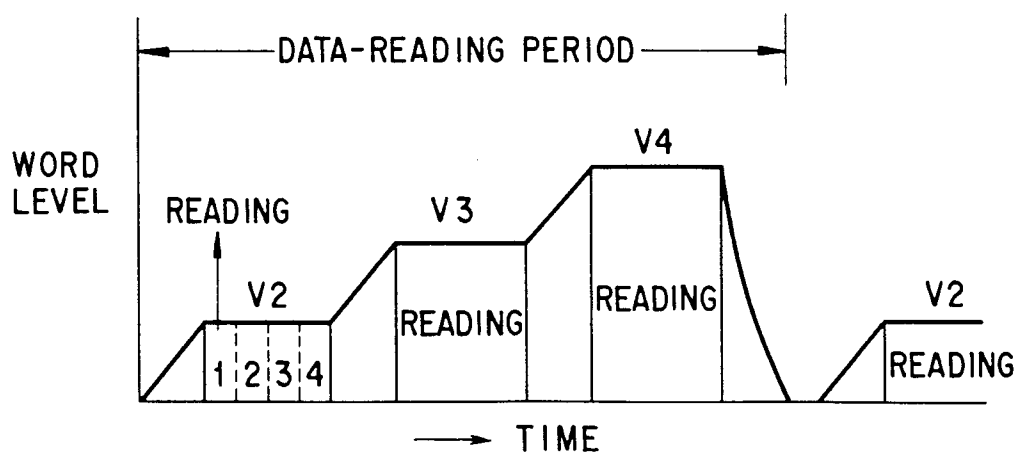 DATA-READING PERIOD
WORD
LEVEL
READING
V2
V3
V4
V2
1 2 3 4
READING
READING
READING
TIME